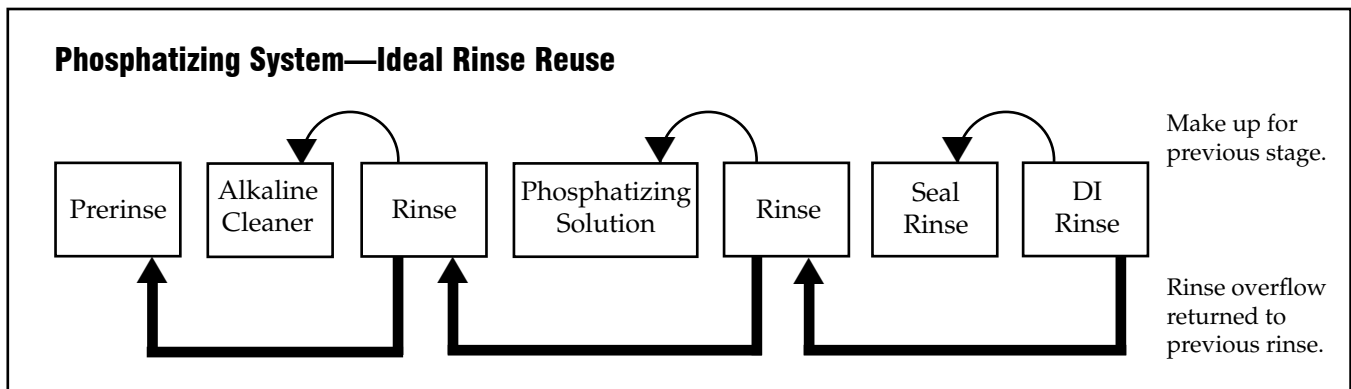 Phosphatizing System—Ideal Rinse Reuse
Make up for
previous stage.
Prerinse
Alkaline
Cleaner
Rinse
Phosphatizing
Solution
Rinse
Seal
Rinse
DI
Rinse
Rinse overflow
returned to
previous rinse.